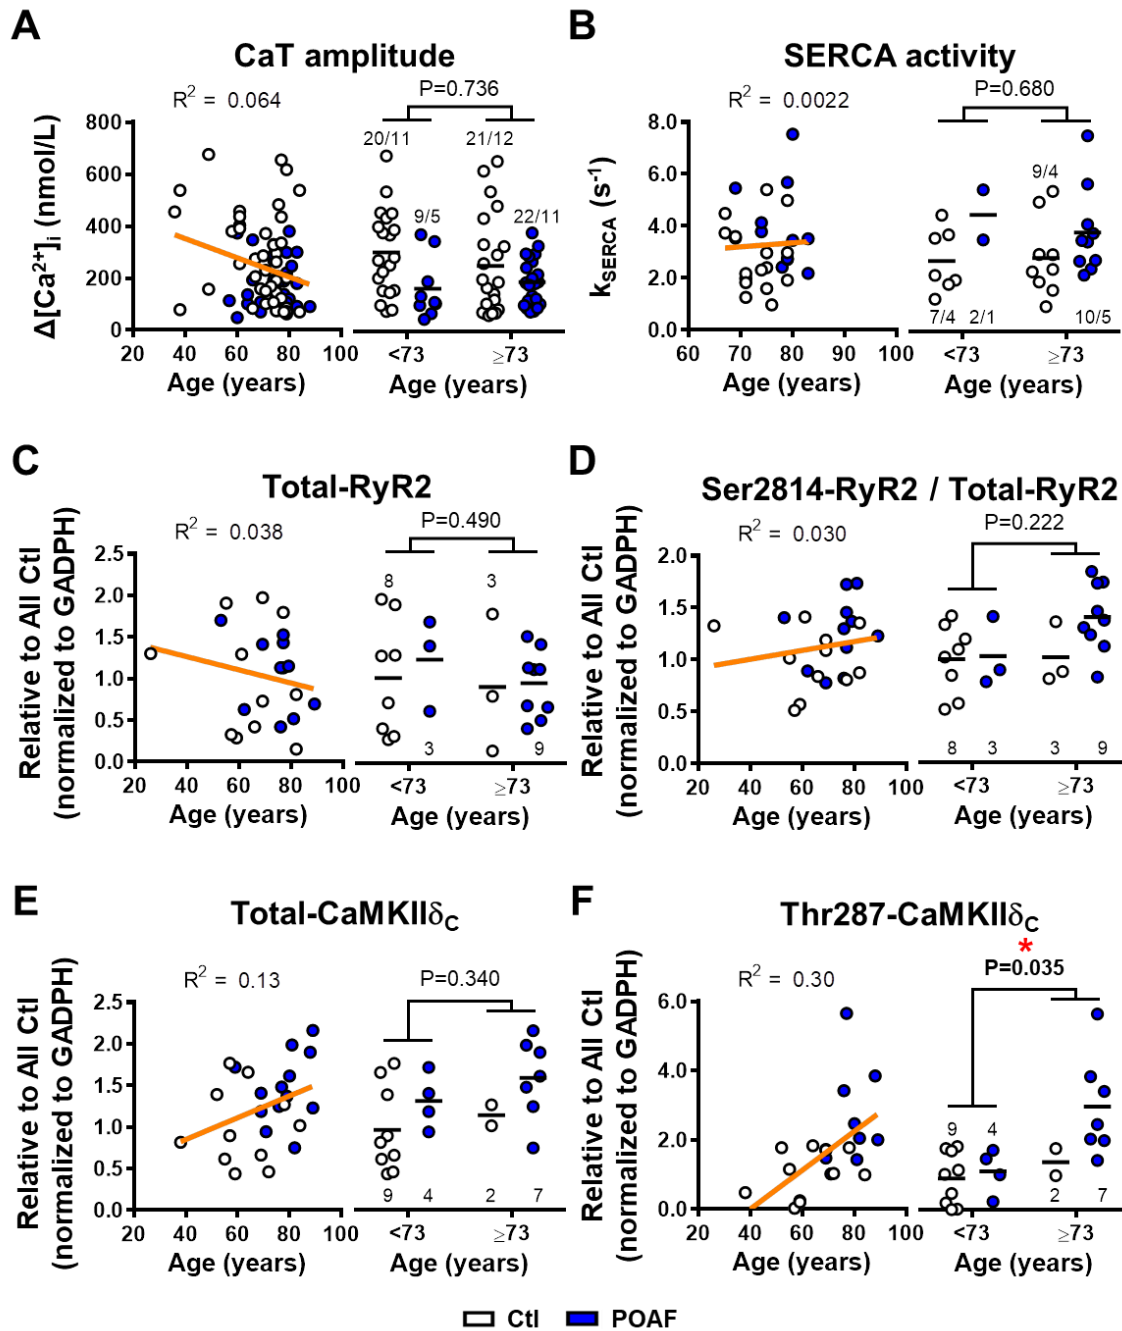 A
CaT amplitude
R2 = 0.064
P=0.736
Δ[Ca2+]i (nmol/L)
800
600
400
200
0
20/11
9/5
21/12
22/11
20 40 60 80 100
<73 ≥73
Age (years)
Age (years)
B
SERCA activity
R2 = 0.0022
P=0.680
kSERCA (s-1)
8.0
6.0
4.0
2.0
0.0
9/4
7/4
2/1
10/5
60 70 80 90 100
<73 ≥73
Age (years)
Age (years)
C
Total-RyR2
R2 = 0.038
P=0.490
Relative to All Ctl
(normalized to GADPH)
2.5
2.0
1.5
1.0
0.5
0.0
8
3
3
9
20 40 60 80 100
<73 ≥73
Age (years)
Age (years)
D
Ser2814-RyR2 / Total-RyR2
R2 = 0.030
P=0.222
Relative to All Ctl
(normalized to GADPH)
2.0
1.5
1.0
0.5
0.0
8
3
3
9
20 40 60 80 100
<73 ≥73
Age (years)
Age (years)
E
Total-CaMKIIδC
R2 = 0.13
P=0.340
Relative to All Ctl
(normalized to GADPH)
2.5
2.0
1.5
1.0
0.5
0.0
9
4
2
7
20 40 60 80 100
<73 ≥73
Age (years)
Age (years)
F
Thr287-CaMKIIδC
*
R2 = 0.30
P=0.035
Relative to All Ctl
(normalized to GADPH)
6.0
4.0
2.0
0.0
9
4
2
7
20 40 60 80 100
<73 ≥73
Age (years)
Age (years)
Ctl
POAF